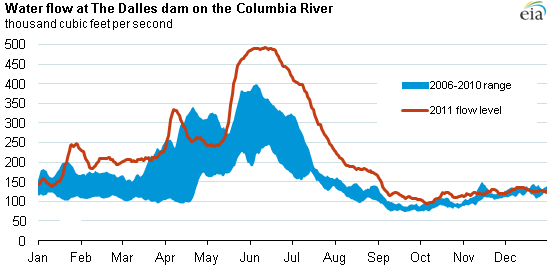 Water flow at The Dalles dam on the Columbia River
thousand cubic feet per second
eia
500
450
400
350
300
250
200
150
100
50
0
2006-2010 range
2011 flow level
Jan Feb Mar Apr May Jun Jul Aug Sep Oct Nov Dec